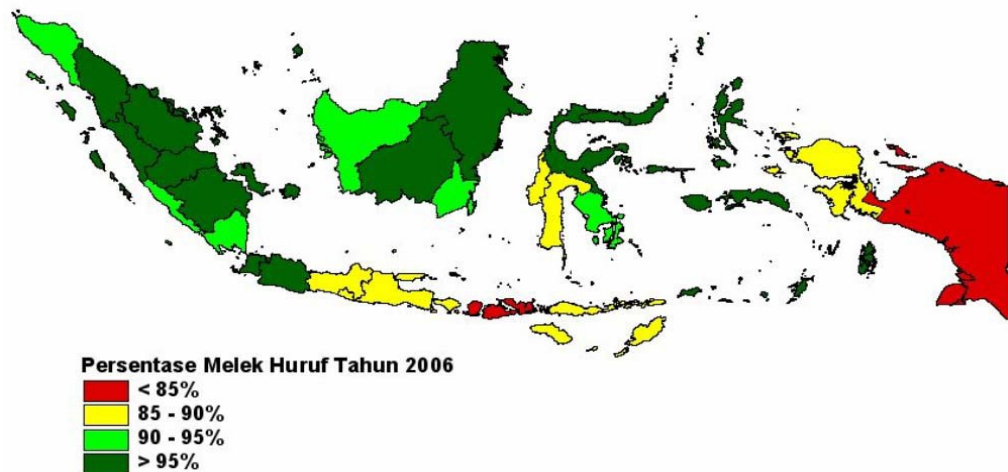 Persentase Melek Huruf Tahun 2006
< 85%
85 - 90%
90 - 95%
> 95%